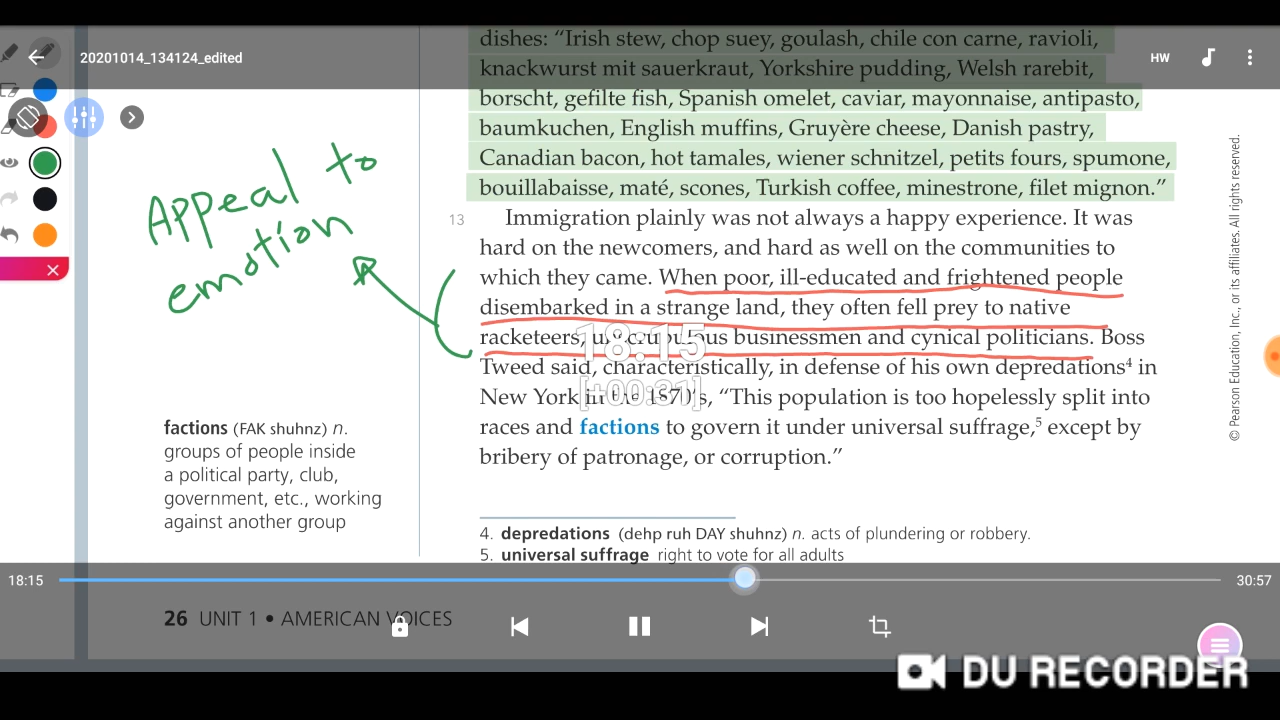 dishes: “Irish stew, chop suey, goulash, chile con carne, ravioli,
20201014_134124_edited
HW
knackwurst mit sauerkraut, Yorkshire pudding, Welsh rarebit,
borscht, gefilte fish, Spanish omelet, caviar, mayonnaise, antipasto,
baumkuchen, English muffins, Gruyère cheese, Danish pastry,
Canadian bacon, hot tamales, wiener schnitzel, petits fours, spumone,
bouillabaisse, maté, scones, Turkish coffee, minestrone, filet mignon.”
Appeal to
emotion
13 Immigration plainly was not always a happy experience. It was
hard on the newcomers, and hard as well on the communities to
which they came. When poor, ill-educated and frightened people
disembarked in a strange land, they often fell prey to native
racketeers, unscrupulous businessmen and cynical politicians. Boss
Tweed said, characteristically, in defense of his own depredations4 in
New York in the 1870’s, “This population is too hopelessly split into
races and factions to govern it under universal suffrage,5 except by
bribery of patronage, or corruption.”
18:15
[+00:31]
factions (FAK shuhnz) n.
groups of people inside
a political party, club,
government, etc., working
against another group
4. depredations (dehp ruh DAY shuhnz) n. acts of plundering or robbery.
5. universal suffrage right to vote for all adults
© Pearson Education, Inc., or its affiliates. All rights reserved.
18:15
30:57
26 UNIT 1 • AMERICAN VOICES
DU RECORDER